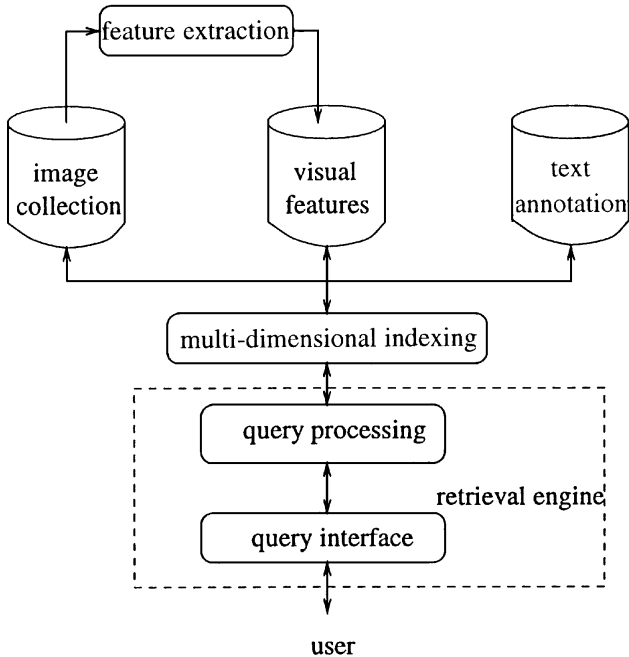 feature extraction
image
collection
visual
features
text
annotation
multi-dimensional indexing
query processing
retrieval engine
query interface
user